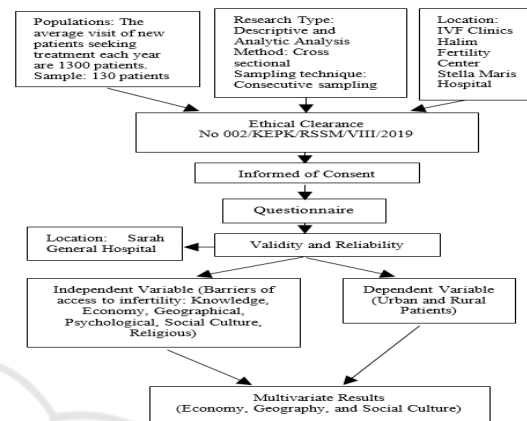 Populations: The
average visit of new
patients seeking
treatment each year
are 1300 patients.
Sample: 130 patients
Research Type:
Descriptive and
Analytic Analysis
Method: Cross
sectional
Sampling technique:
Consecutive sampling
Location:
IVF Clinics
Halim
Fertility
Center
Stella Maris
Hospital
Ethical Clearance
No 002/KEPK/RSSM/VIII/2019
Informed of Consent
Questionnaire
Location: Sarah
General Hospital
Validity and Reliability
Independent Variable (Barriers of
access to infertility: Knowledge,
Economy, Geographical,
Psychological, Social Culture,
Religious)
Dependent Variable
(Urban and Rural
Patients)
Multivariate Results
(Economy, Geography, and Social Culture)